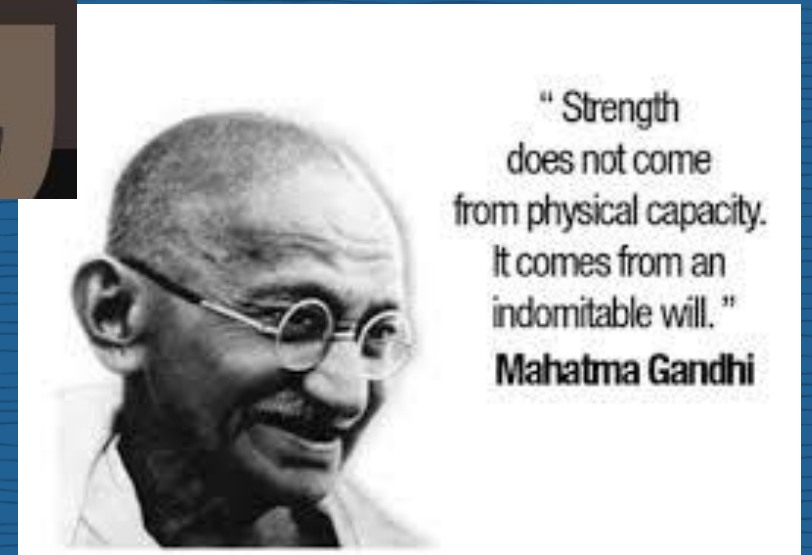 “ Strength
does not come
from physical capacity.
It comes from an
indomitable will. ”
Mahatma Gandhi